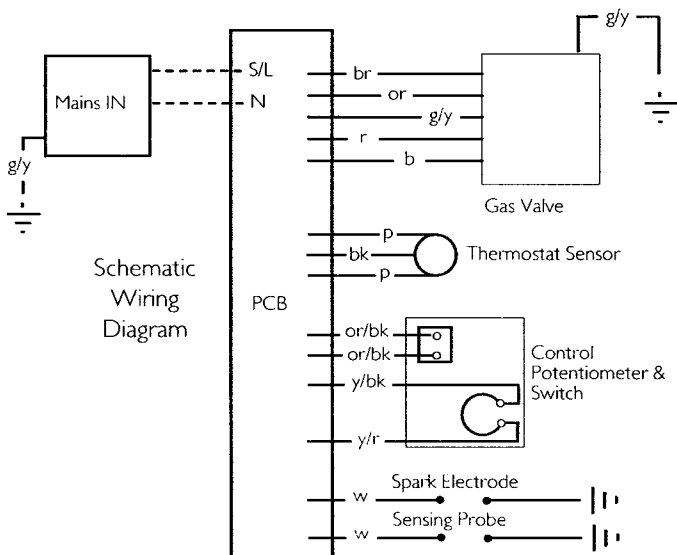 g/y
S/L
br
or
Mains IN
N
g/y
r
g/y
b
Gas Valve
p
Schematic
Wiring
Diagram
bk
Thermostat Sensor
p
PCB
or/bk
or/bk
Control
Potentiometer &
Switch
y/bk
y/r
Spark Electrode
w
Sensing Probe
w